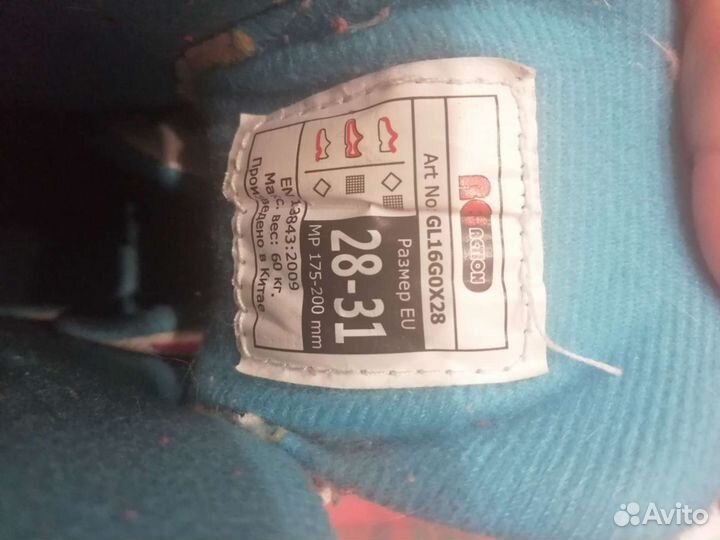 ACTION
Art No: GL16G0X28
Размер EU
28-31
MP 175-200 mm
EN 13843:2009
Макс. вес: 60 кг.
Произведено в Китае
Avito